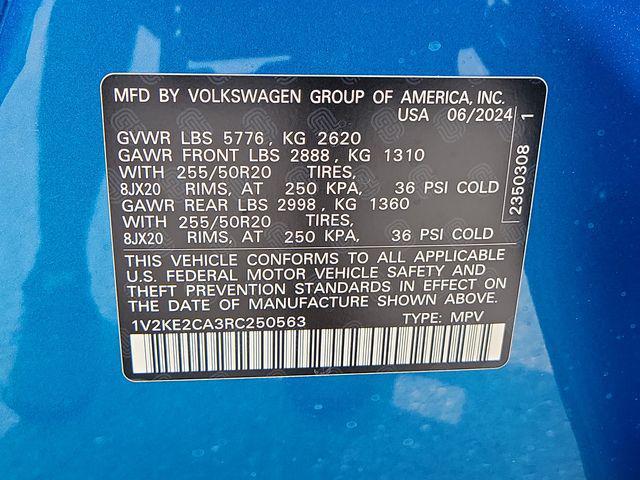 MFD BY VOLKSWAGEN GROUP OF AMERICA, INC.
USA 06/2024
GVWR LBS 5776, KG 2620
GAWR FRONT LBS 2888, KG 1310
WITH 255/50R20 TIRES,
8JX20 RIMS, AT 250 KPA, 36 PSI COLD
GAWR REAR LBS 2998, KG 1360
WITH 255/50R20 TIRES,
8JX20 RIMS, AT 250 KPA, 36 PSI COLD
THIS VEHICLE CONFORMS TO ALL APPLICABLE
U.S. FEDERAL MOTOR VEHICLE SAFETY AND
THEFT PREVENTION STANDARDS IN EFFECT ON
THE DATE OF MANUFACTURE SHOWN ABOVE.
1V2KE2CA3RC250563 TYPE: MPV
2350308 1